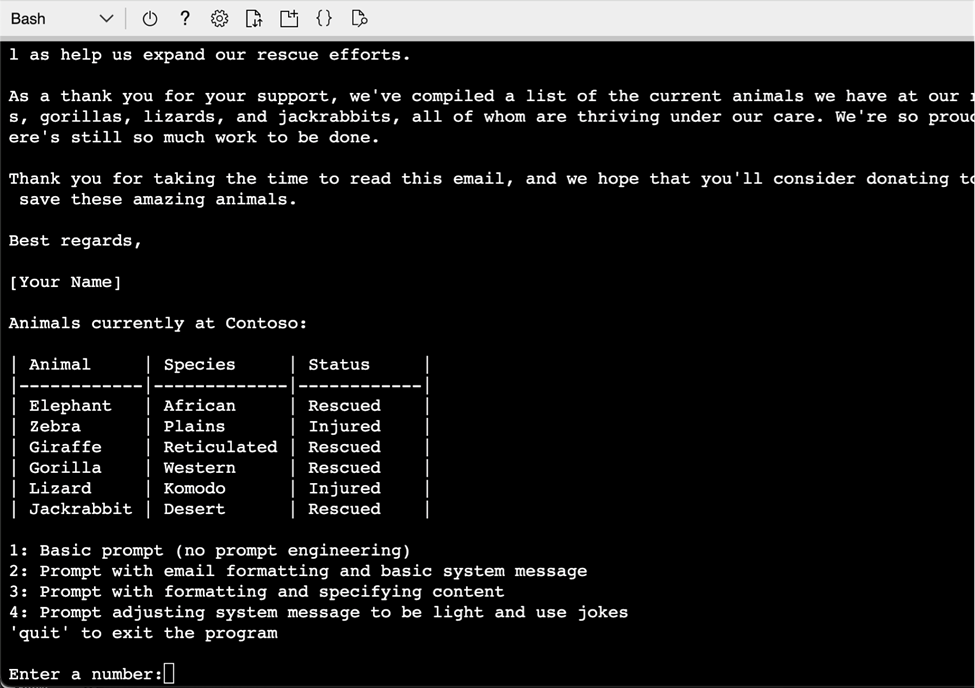 Bash
l as help us expand our rescue efforts.
As a thank you for your support, we've compiled a list of the current animals we have at our
s, gorillas, lizards, and jackrabbits, all of whom are thriving under our care. We're so proud
ere's still so much work to be done.
Thank you for taking the time to read this email, and we hope that you'll consider donating to
save these amazing animals.
Best regards,
[Your Name]
Animals currently at Contoso:
| Animal | Species | Status |
|------------|-------------|------------|
| Elephant | African | Rescued |
| Zebra | Plains | Injured |
| Giraffe | Reticulated | Rescued |
| Gorilla | Western | Rescued |
| Lizard | Komodo | Injured |
| Jackrabbit | Desert | Rescued |
1: Basic prompt (no prompt engineering)
2: Prompt with email formatting and basic system message
3: Prompt with formatting and specifying content
4: Prompt adjusting system message to be light and use jokes
'quit' to exit the program
Enter a number: